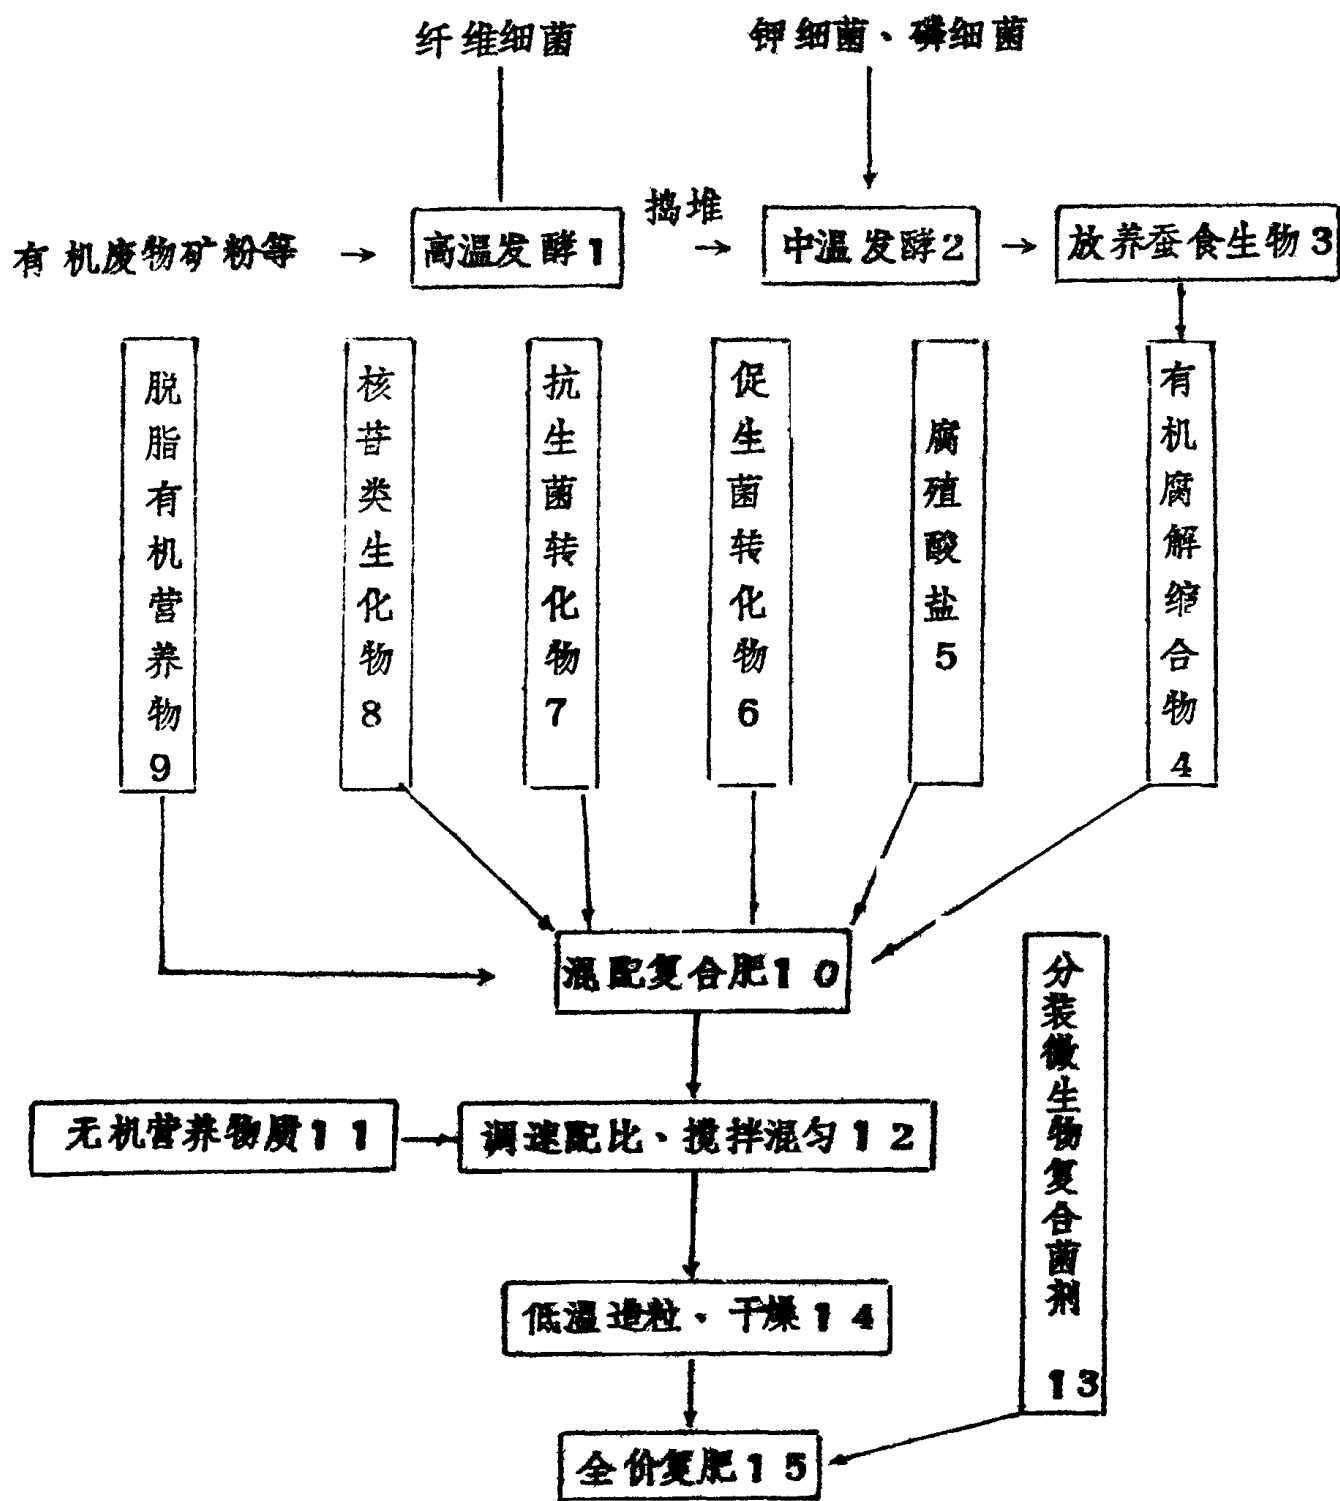 纤维细菌
钾细菌、磷细菌
捣堆
有机废物矿粉等
高温发酵1
中温发酵2
放养蚕食生物3
脱脂有机营养物9
核苷类生化物8
抗生菌转化物7
促生菌转化物6
腐殖酸盐5
有机腐解缩合物4
混配复合肥10
分装微生物复合菌剂13
无机营养物质11
调速配比、搅拌混匀12
低温造粒、干燥14
全价复肥15